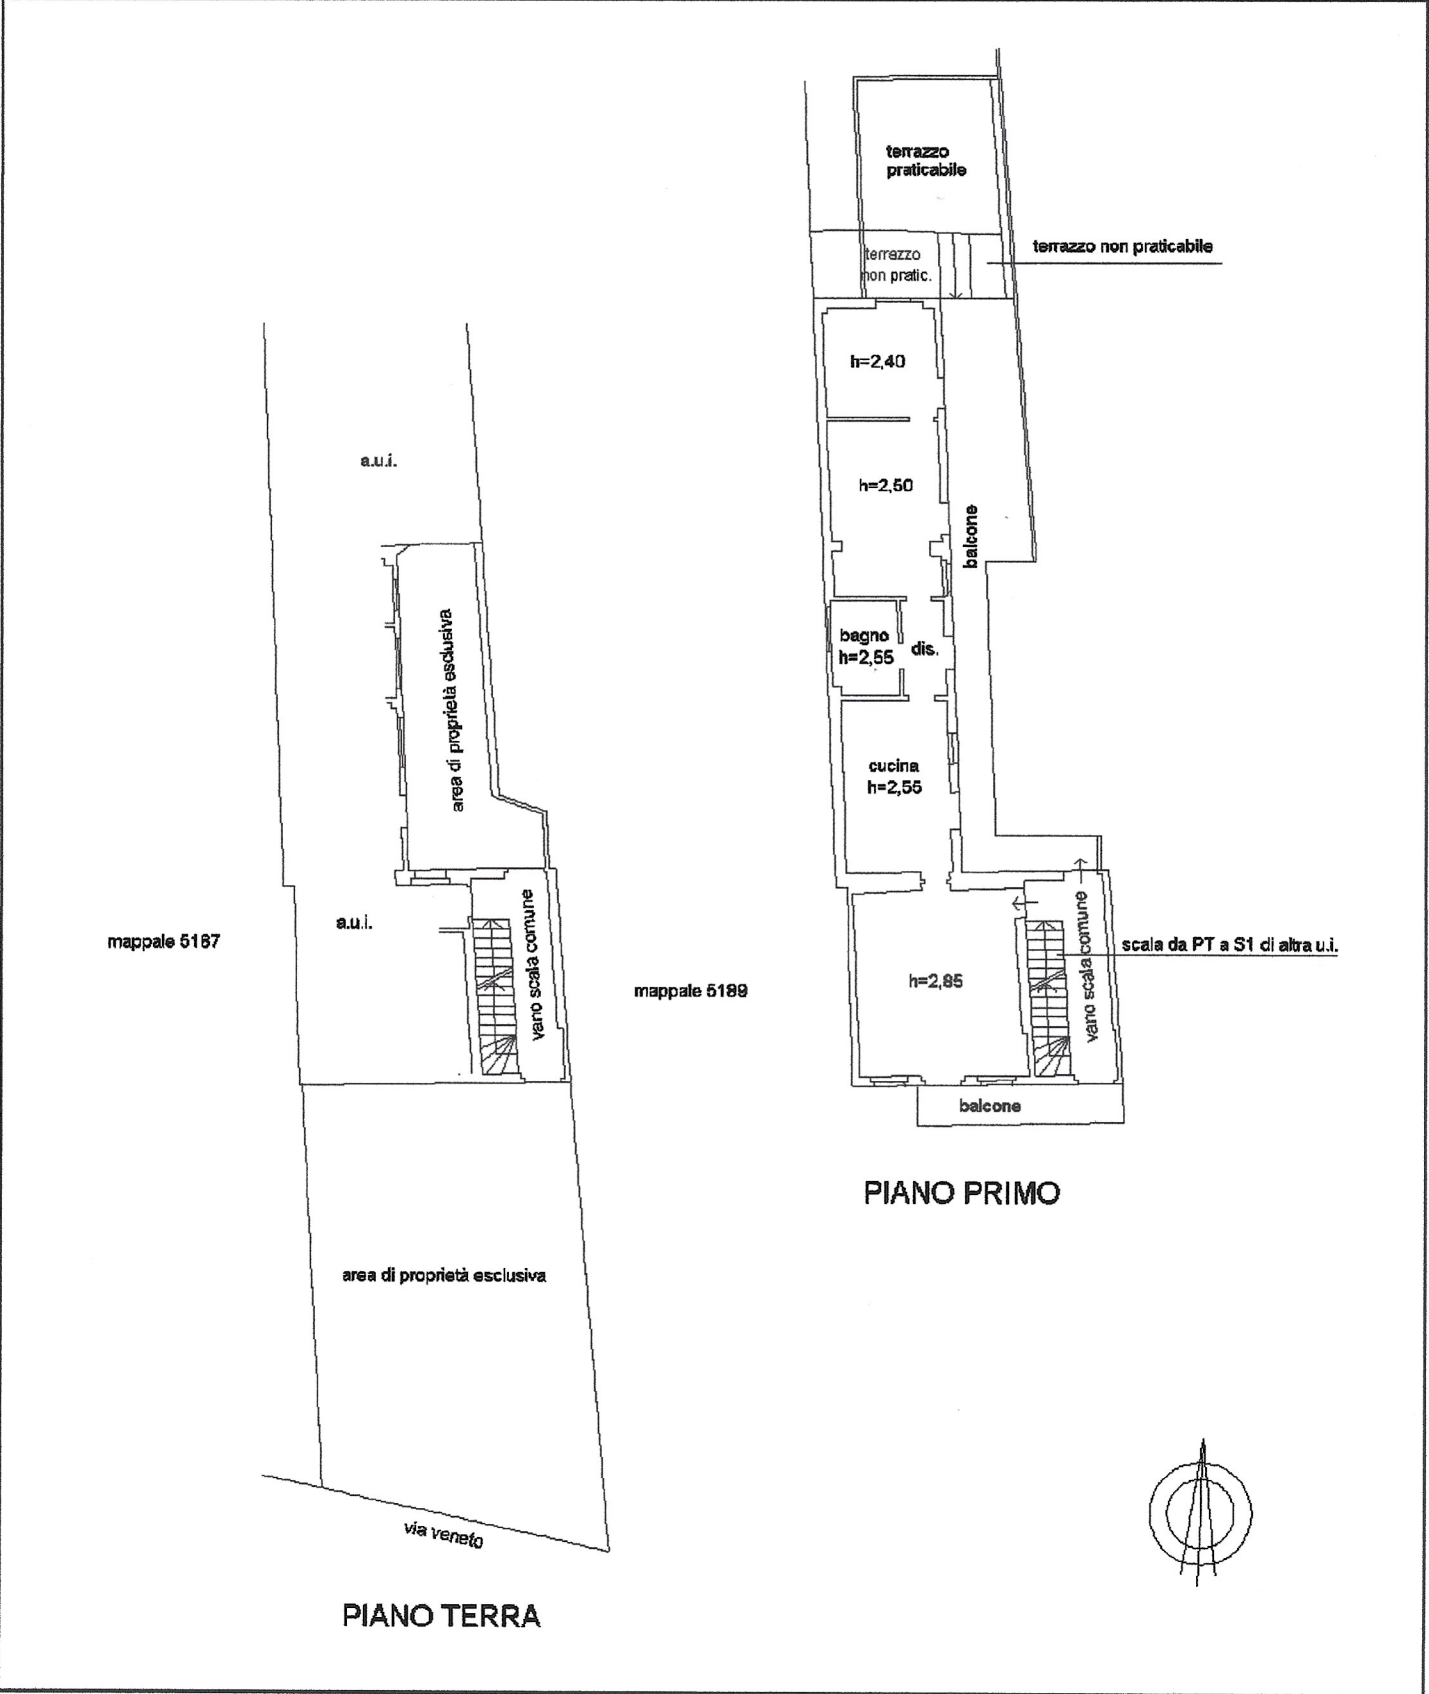 terrazzo
praticabile
terrazzo non praticabile
terrazzo
non pratic.
h=2,40
a.u.i.
h=2,50
balcone
area di proprietà esclusiva
bagno
h=2,55
dis.
cucina
h=2,55
a.u.i.
mappale 5187
vano scala comune
mappale 5189
h=2,85
vano scala comune
scala da PT a S1 di altra u.i.
balcone
PIANO PRIMO
area di proprietà esclusiva
via veneto
PIANO TERRA